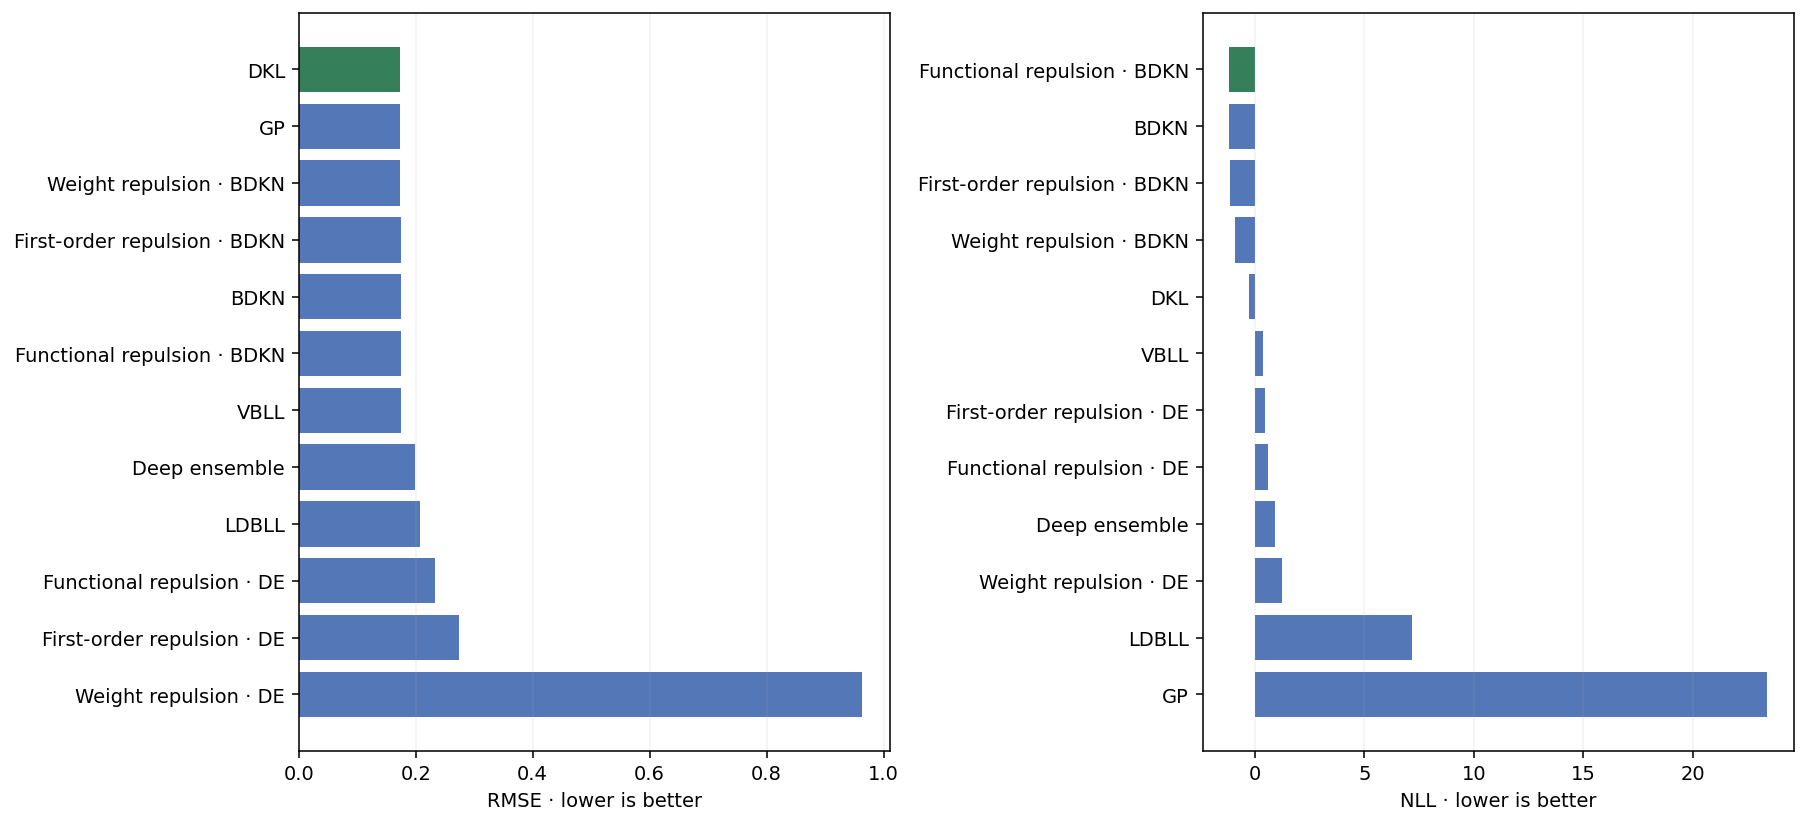 DKL
GP
Weight repulsion · BDKN
First-order repulsion · BDKN
BDKN
Functional repulsion · BDKN
VBLL
Deep ensemble
LDBLL
Functional repulsion · DE
First-order repulsion · DE
Weight repulsion · DE
0.0 0.2 0.4 0.6 0.8 1.0
RMSE · lower is better
Functional repulsion · BDKN
BDKN
First-order repulsion · BDKN
Weight repulsion · BDKN
DKL
VBLL
First-order repulsion · DE
Functional repulsion · DE
Deep ensemble
Weight repulsion · DE
LDBLL
GP
0 5 10 15 20
NLL · lower is better